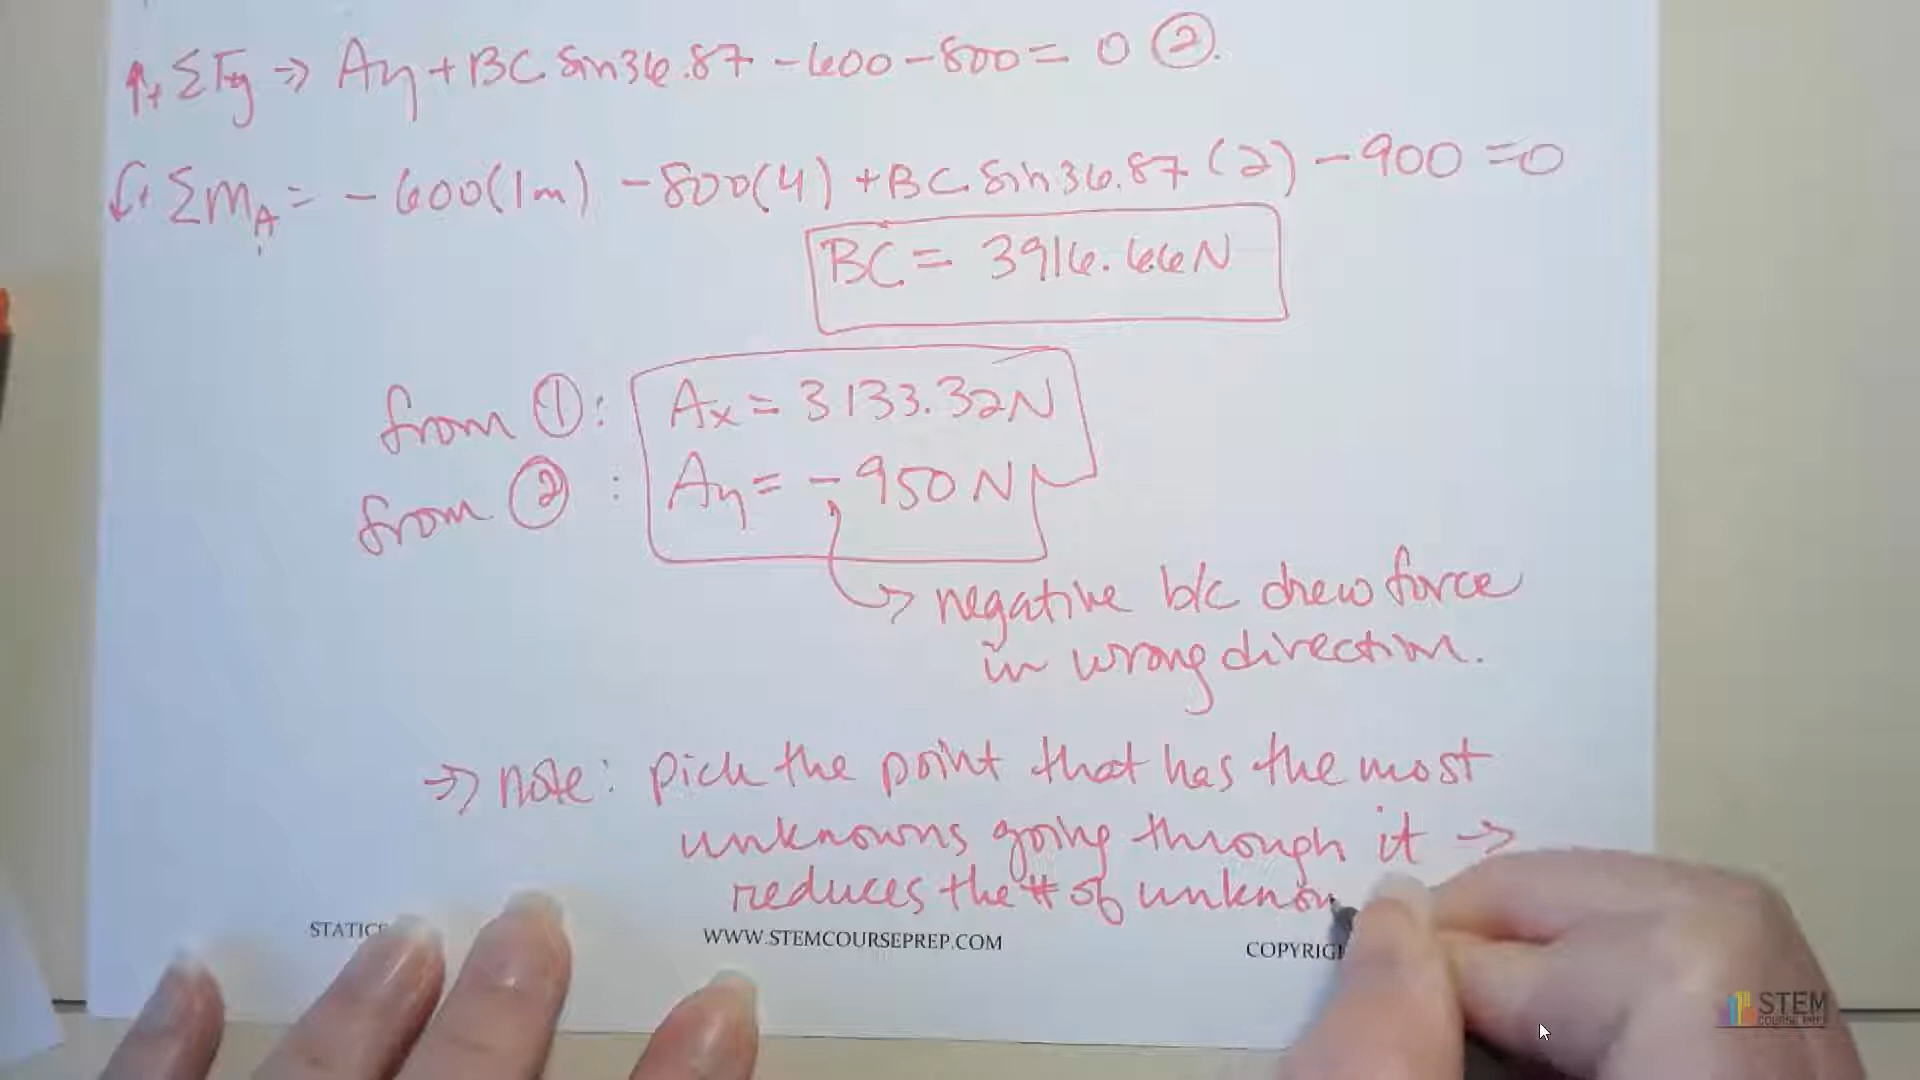 ↑+ ΣFy → Ay + BC sin36.87 - 600 - 800 = 0 ②.
ΣMA = - 600(1m) - 800(4) + BC sin36.87 (2) - 900 = 0
BC = 3916.66N
from ①: Ax = 3133.32N
from ② : Ay = - 950 N
→ negative b/c drew force
in wrong direction.
→ note: pick the point that has the most
unknowns going through it →
reduces the # of
WWW.STEMCOURSEPREP.COM
STEM
COURSE PREP